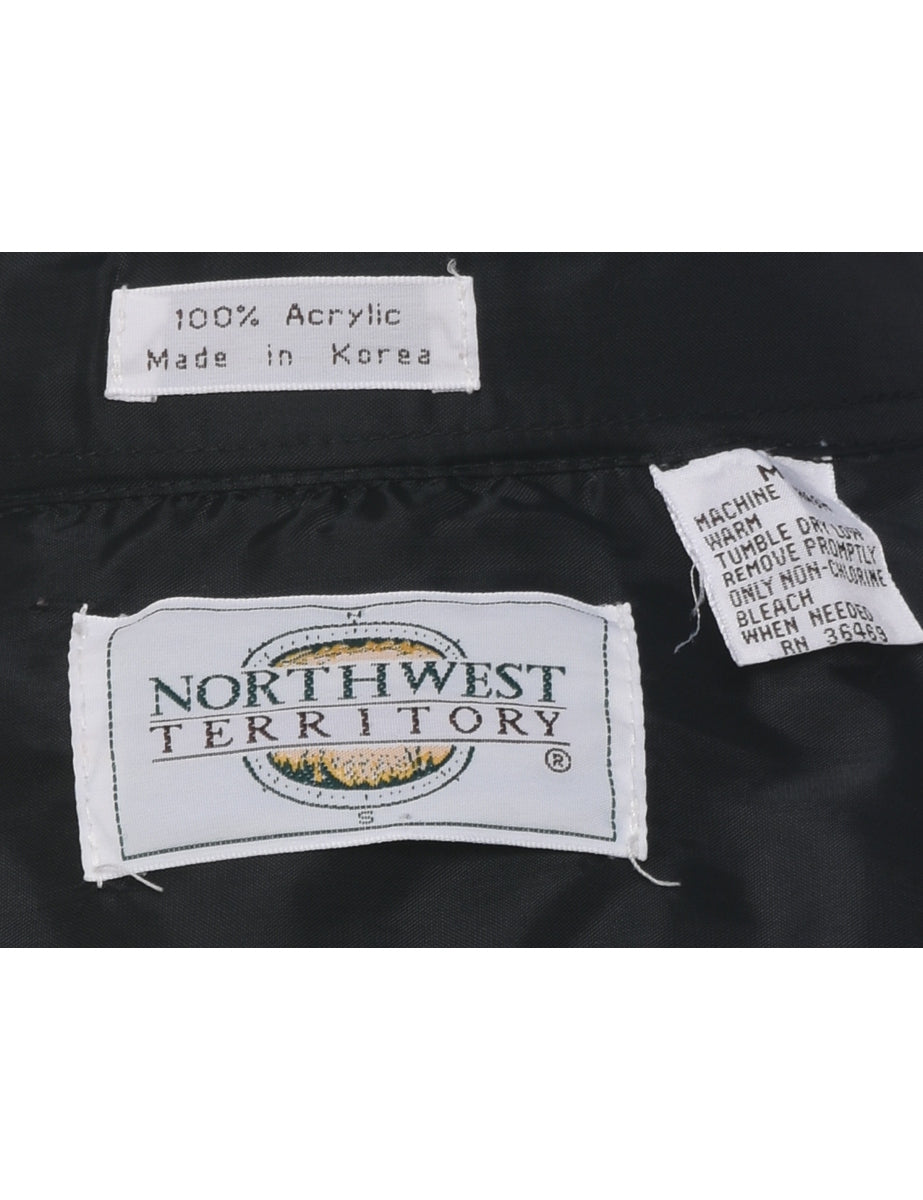 100% Acrylic
Made in Korea
M
MACHINE WASH
WARM
TUMBLE DRY LOW
REMOVE PROMPTLY
ONLY NON-CHLORINE
BLEACH
WHEN NEEDED
RN 36469
N
NORTHWEST
TERRITORY
®
S